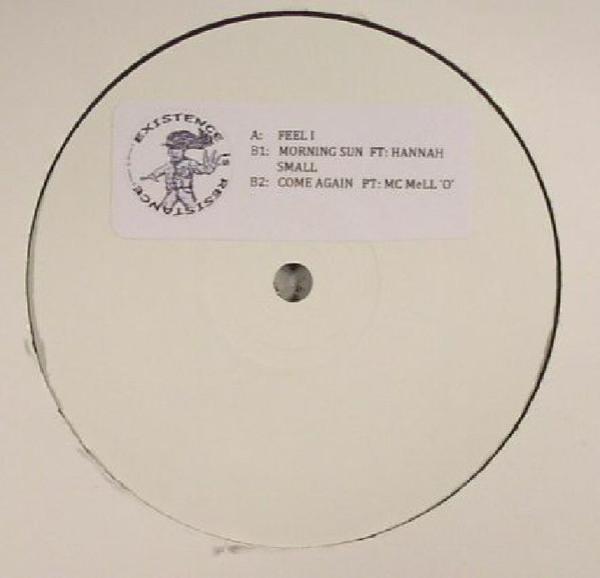 EXISTENCE IS RESISTANCE
A: FEEL I
B1: MORNING SUN FT: HANNAH
SMALL
B2: COME AGAIN FT: MC MeLL 'O'